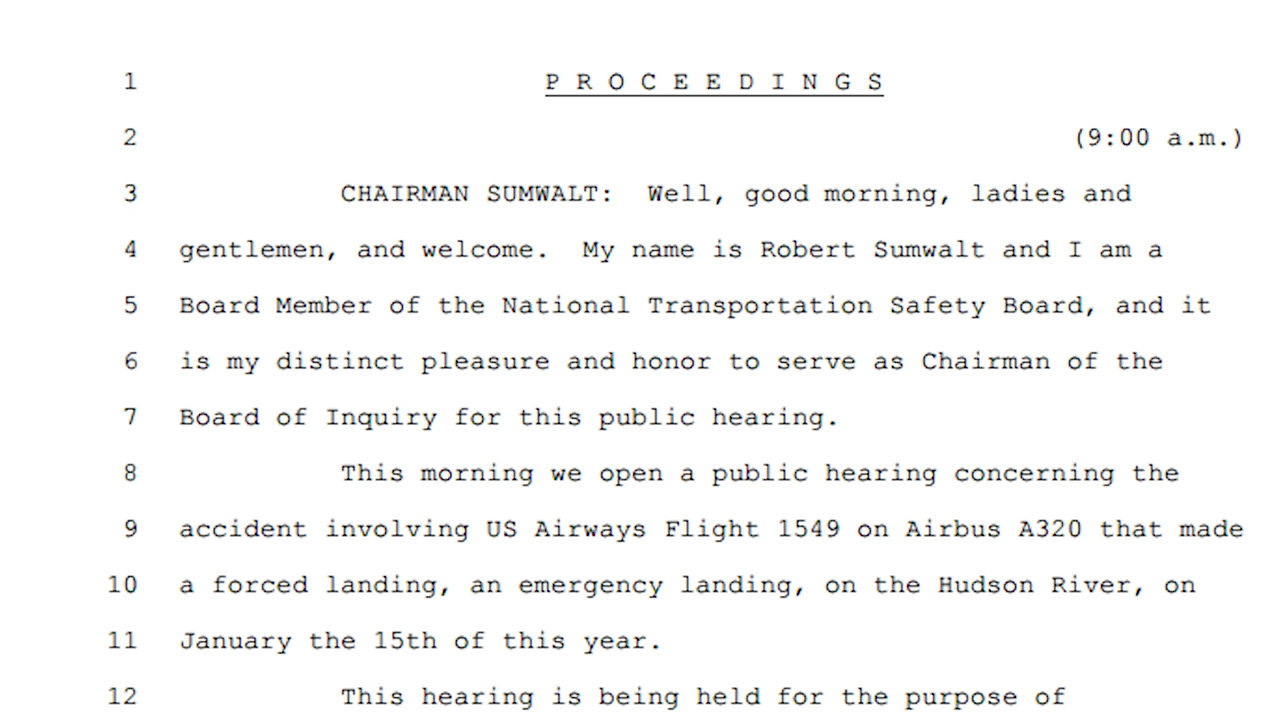 1 P R O C E E D I N G S
2 (9:00 a.m.)
3 CHAIRMAN SUMWALT: Well, good morning, ladies and
4 gentlemen, and welcome. My name is Robert Sumwalt and I am a
5 Board Member of the National Transportation Safety Board, and it
6 is my distinct pleasure and honor to serve as Chairman of the
7 Board of Inquiry for this public hearing.
8 This morning we open a public hearing concerning the
9 accident involving US Airways Flight 1549 on Airbus A320 that made
10 a forced landing, an emergency landing, on the Hudson River, on
11 January the 15th of this year.
12 This hearing is being held for the purpose of